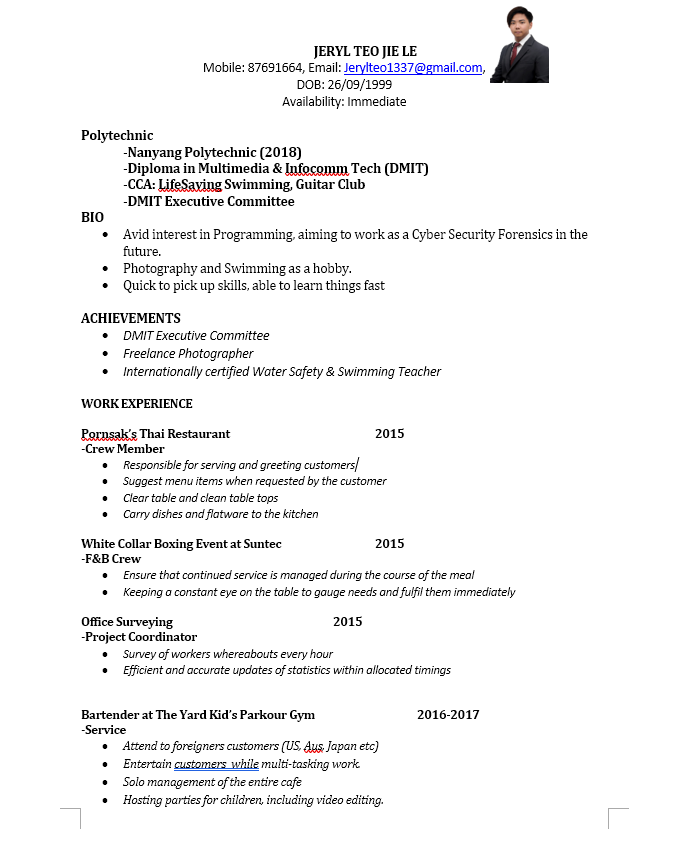 JERYL TEO JIE LE
Mobile: 87691664, Email: Jerylteo1337@gmail.com,
DOB: 26/09/1999
Availability: Immediate
Polytechnic
-Nanyang Polytechnic (2018)
-Diploma in Multimedia & Infocomm Tech (DMIT)
-CCA: LifeSaving Swimming, Guitar Club
-DMIT Executive Committee
BIO
• Avid interest in Programming, aiming to work as a Cyber Security Forensics in the
future.
• Photography and Swimming as a hobby.
• Quick to pick up skills, able to learn things fast
ACHIEVEMENTS
• DMIT Executive Committee
• Freelance Photographer
• Internationally certified Water Safety & Swimming Teacher
WORK EXPERIENCE
Pornsak's Thai Restaurant 2015
-Crew Member
• Responsible for serving and greeting customers
• Suggest menu items when requested by the customer
• Clear table and clean table tops
• Carry dishes and flatware to the kitchen
White Collar Boxing Event at Suntec 2015
-F&B Crew
• Ensure that continued service is managed during the course of the meal
• Keeping a constant eye on the table to gauge needs and fulfil them immediately
Office Surveying 2015
-Project Coordinator
• Survey of workers whereabouts every hour
• Efficient and accurate updates of statistics within allocated timings
Bartender at The Yard Kid's Parkour Gym 2016-2017
-Service
• Attend to foreigners customers (US, Aus, Japan etc)
• Entertain customers while multi-tasking work.
• Solo management of the entire cafe
• Hosting parties for children, including video editing.